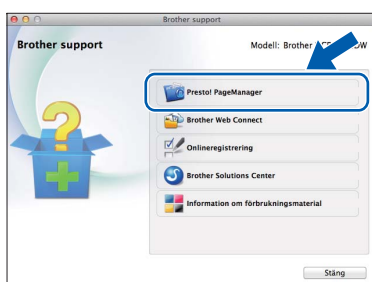 Brother support
Brother support
Modell: Brother
Presto! PageManager
Brother Web Connect
Onlineregistrering
Brother Solutions Center
Information om förbrukningsmaterial
Stäng